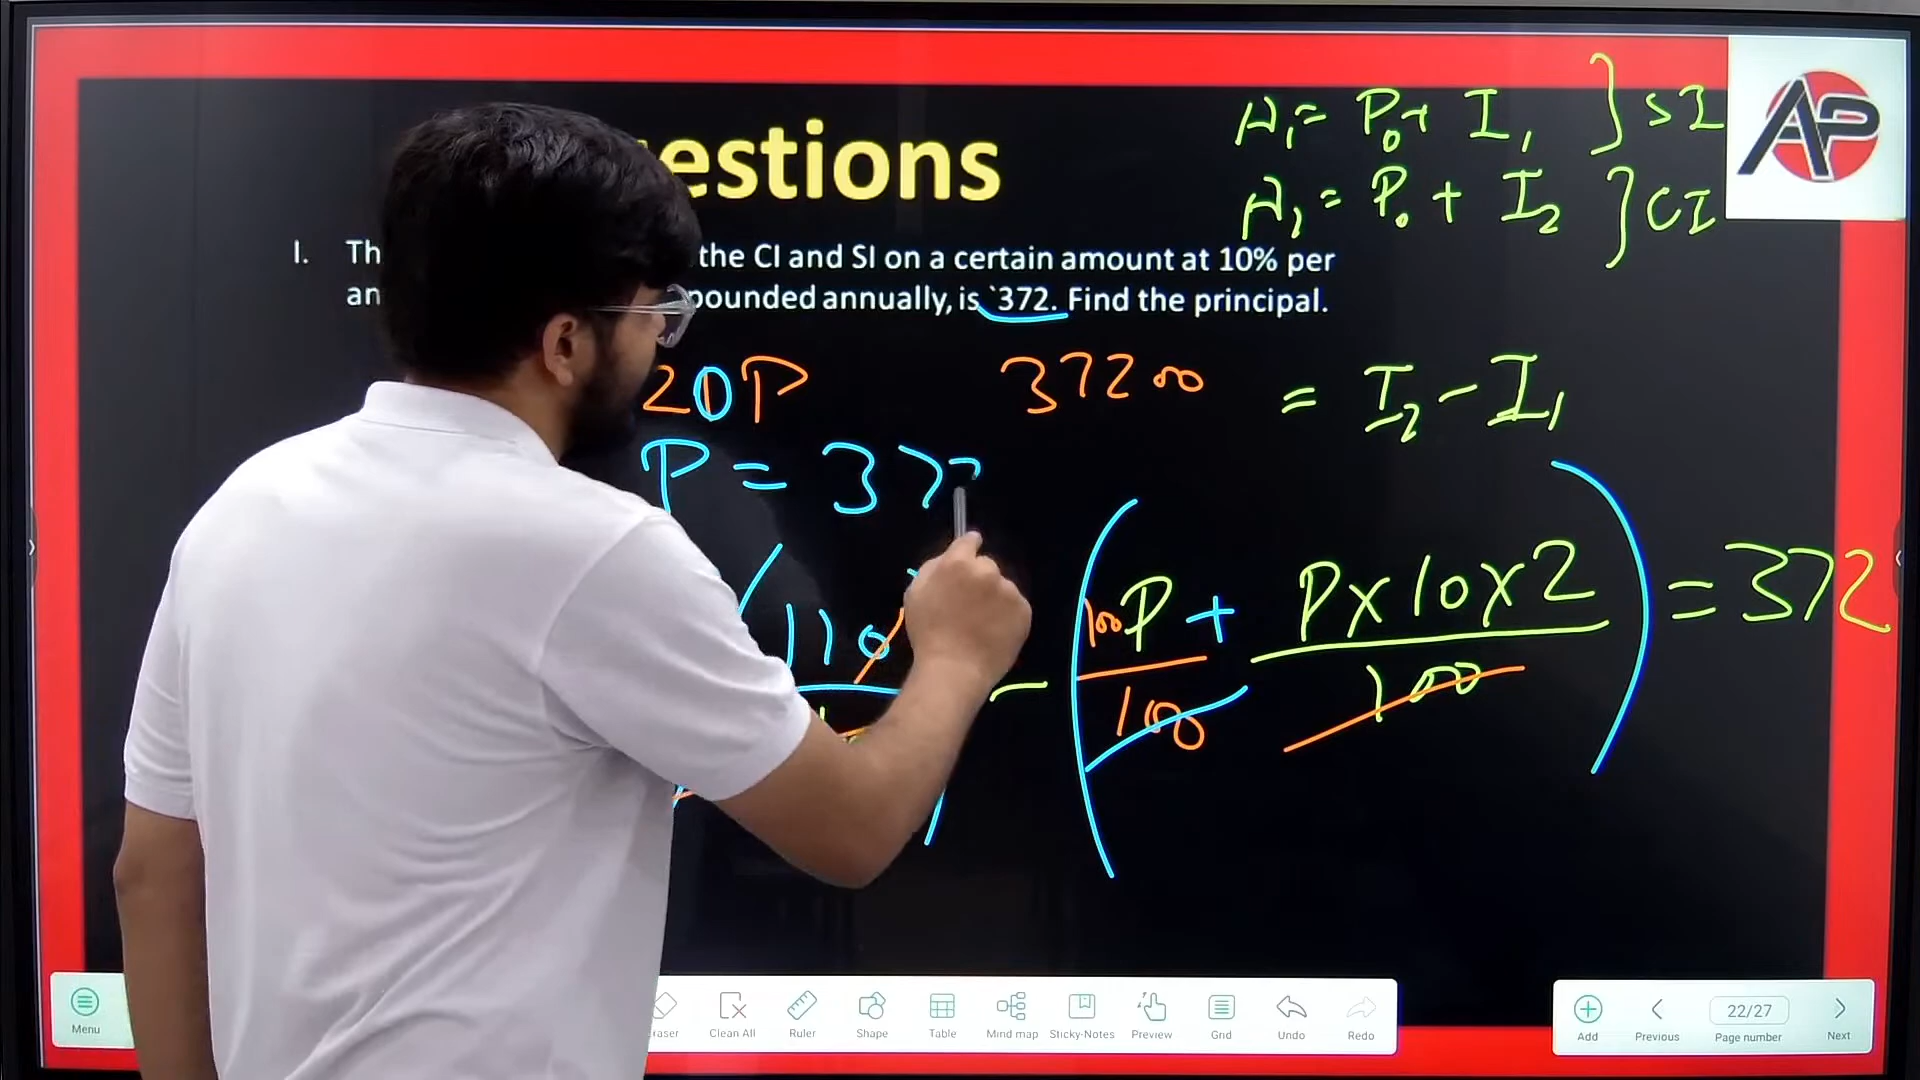 estions
A₁ = P₀ + I₁ } SI
A₂ = P₀ + I₂ } CI
AP
I. Th the CI and SI on a certain amount at 10% per
an pounded annually, is `372. Find the principal.
20P 37200 = I₂ - I₁
P = 372
110 - (100P/100 + P×10×2/100) = 372
Menu
raser
Clean All
Ruler
Shape
Table
Mind map
Sticky-Notes
Preview
Grid
Undo
Redo
Add
Previous
22/27
Page number
Next